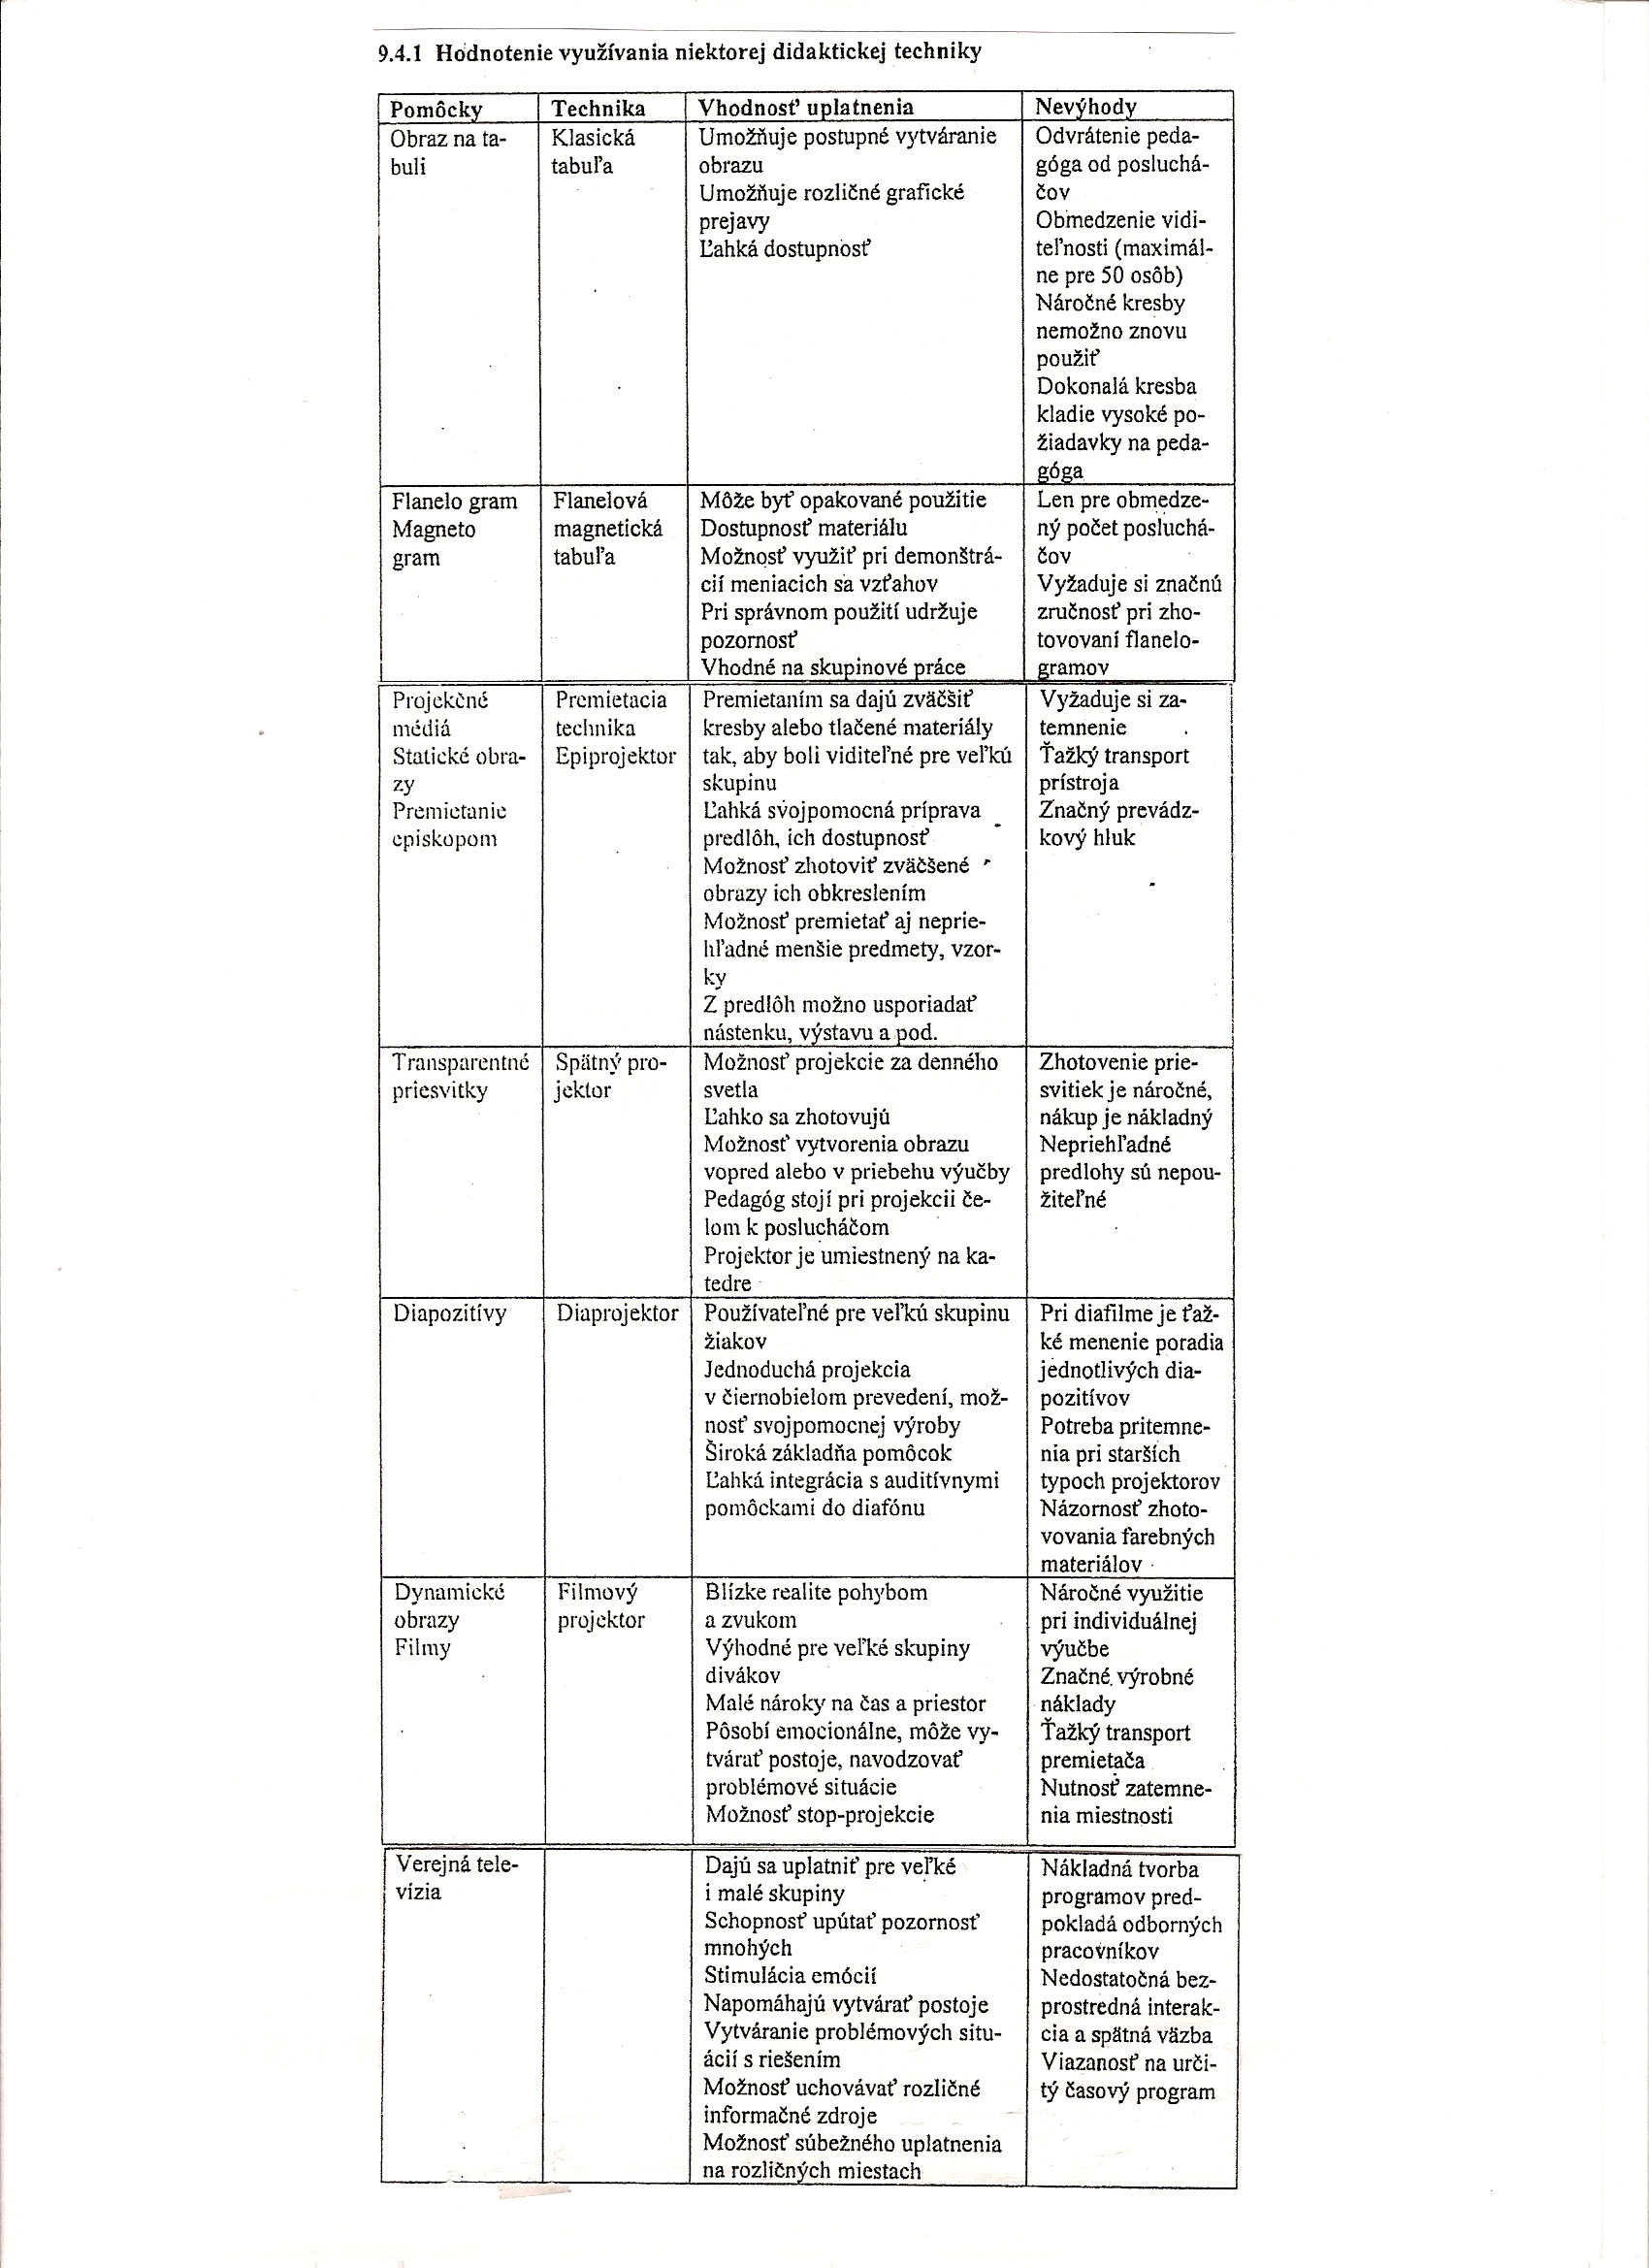 9.4.1 Hodnotenie využívania niektorej didaktickej techniky
Pomôcky
Technika
Vhodnosť uplatnenia
Nevýhody
Obraz na ta-
buli
Klasická
tabuľa
Umožňuje postupné vytváranie
obrazu
Umožňuje rozličné grafické
prejavy
Ľahká dostupnosť
Odvrátenie peda-
góga od posluchá-
čov
Obmedzenie vidi-
teľnosti (maximál-
ne pre 50 osôb)
Náročné kresby
nemožno znovu
použiť
Dokonalá kresba
kladie vysoké po-
žiadavky na peda-
góga
Flanelo gram
Magneto
gram
Flanelová
magnetická
tabuľa
Môže byť opakované použitie
Dostupnosť materiálu
Možnosť využiť pri demonštrá-
cií meniacich sa vzťahov
Pri správnom použití udržuje
pozornosť
Vhodné na skupinové práce
Len pre obmedze-
ný počet posluchá-
čov
Vyžaduje si značnú
zručnosť pri zho-
tovovaní flanelo-
gramov
Projekčné
médiá
Statické obra-
zy
Premietanie
episkopom
Premietacia
technika
Epiprojektor
Premietaním sa dajú zväčšiť
kresby alebo tlačené materiály
tak, aby boli viditeľné pre veľkú
skupinu
Ľahká svojpomocná príprava
predlôh, ich dostupnosť
Možnosť zhotoviť zväčšené
obrazy ich obkreslením
Možnosť premietať aj neprie-
hľadné menšie predmety, vzor-
ky
Z predlôh možno usporiadať
nástenku, výstavu a pod.
Vyžaduje si za-
temnenie
Ťažký transport
prístroja
Značný prevádz-
kový hluk
Transparentné
priesvitky
Spätný pro-
jektor
Možnosť projekcie za denného
svetla
Ľahko sa zhotovujú
Možnosť vytvorenia obrazu
vopred alebo v priebehu výučby
Pedagóg stojí pri projekcii če-
lom k poslucháčom
Projektor je umiestnený na ka-
tedre
Zhotovenie prie-
svitiek je náročné,
nákup je nákladný
Nepriehľadné
predlohy sú nepou-
žiteľné
Diapozitívy
Diaprojektor
Používateľné pre veľkú skupinu
žiakov
Jednoduchá projekcia
v čiernobielom prevedení, mož-
nosť svojpomocnej výroby
Široká základňa pomôcok
Ľahká integrácia s auditívnymi
pomôckami do diafónu
Pri diafilme je ťaž-
ké menenie poradia
jednotlivých dia-
pozitívov
Potreba pritemne-
nia pri starších
typoch projektorov
Názornosť zhoto-
vovania farebných
materiálov
Dynamické
obrazy
Filmy
Filmový
projektor
Blízke realite pohybom
a zvukom
Výhodné pre veľké skupiny
divákov
Malé nároky na čas a priestor
Pôsobí emocionálne, môže vy-
tvárať postoje, navodzovať
problémové situácie
Možnosť stop-projekcie
Náročné využitie
pri individuálnej
výučbe
Značné výrobné
náklady
Ťažký transport
premietača
Nutnosť zatemne-
nia miestnosti
Verejná tele-
vízia
Dajú sa uplatniť pre veľké
i malé skupiny
Schopnosť upútať pozornosť
mnohých
Stimulácia emócií
Napomáhajú vytvárať postoje
Vytváranie problémových situ-
ácií s riešením
Možnosť uchovávať rozličné
informačné zdroje
Možnosť súbežného uplatnenia
na rozličných miestach
Nákladná tvorba
programov pred-
pokladá odborných
pracovníkov
Nedostatočná bez-
prostredná interak-
cia a spätná väzba
Viazanosť na urči-
tý časový program